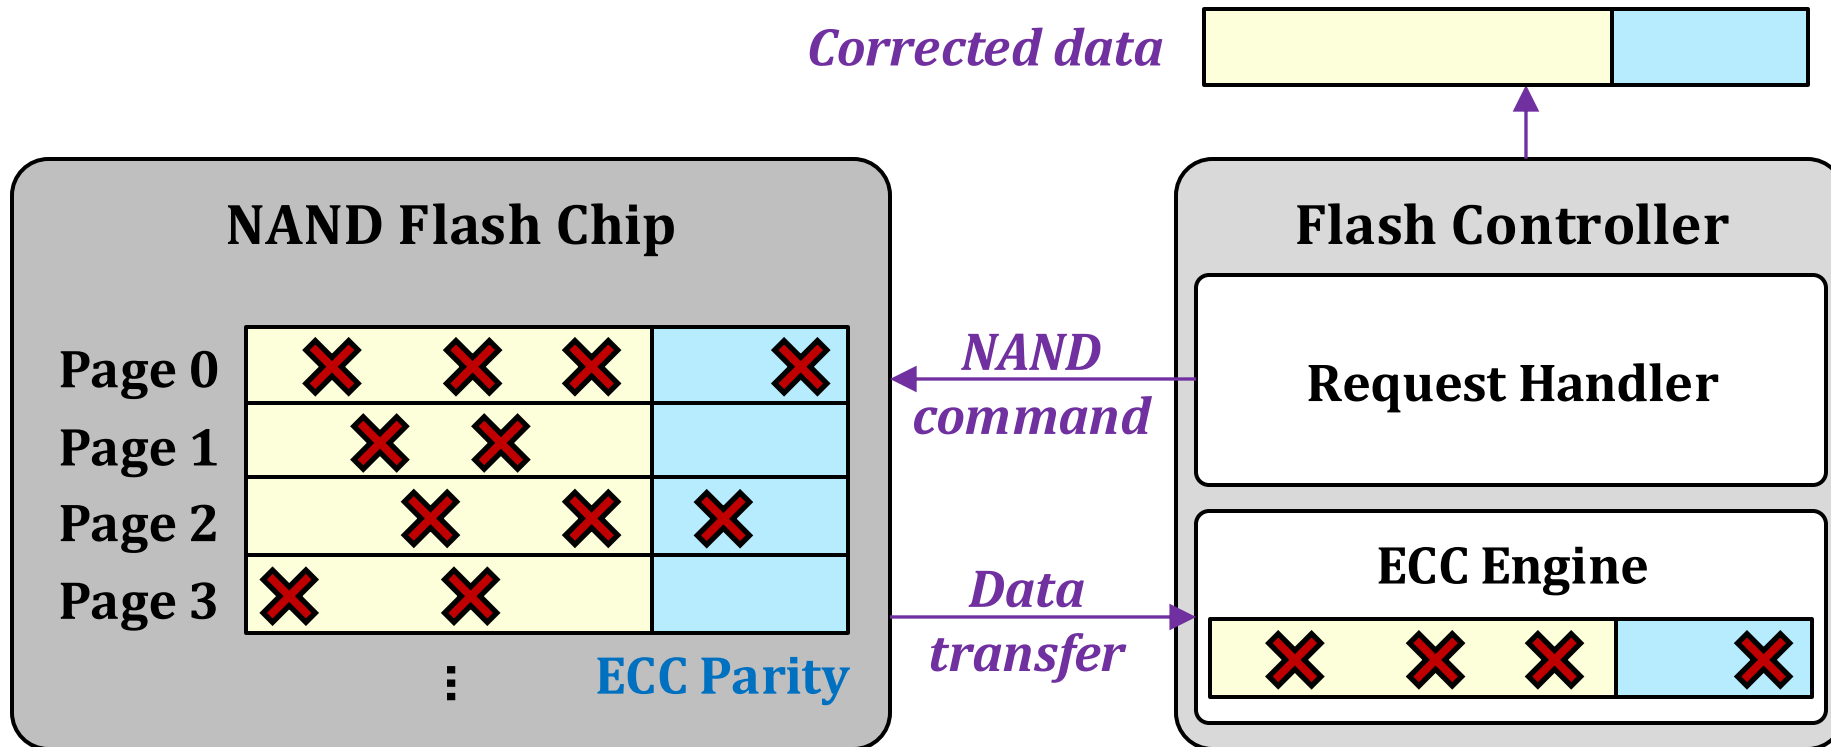 Corrected data
NAND Flash Chip
Page 0
Page 1
Page 2
Page 3
⋮
ECC Parity
NAND
command
Data
transfer
Flash Controller
Request Handler
ECC Engine